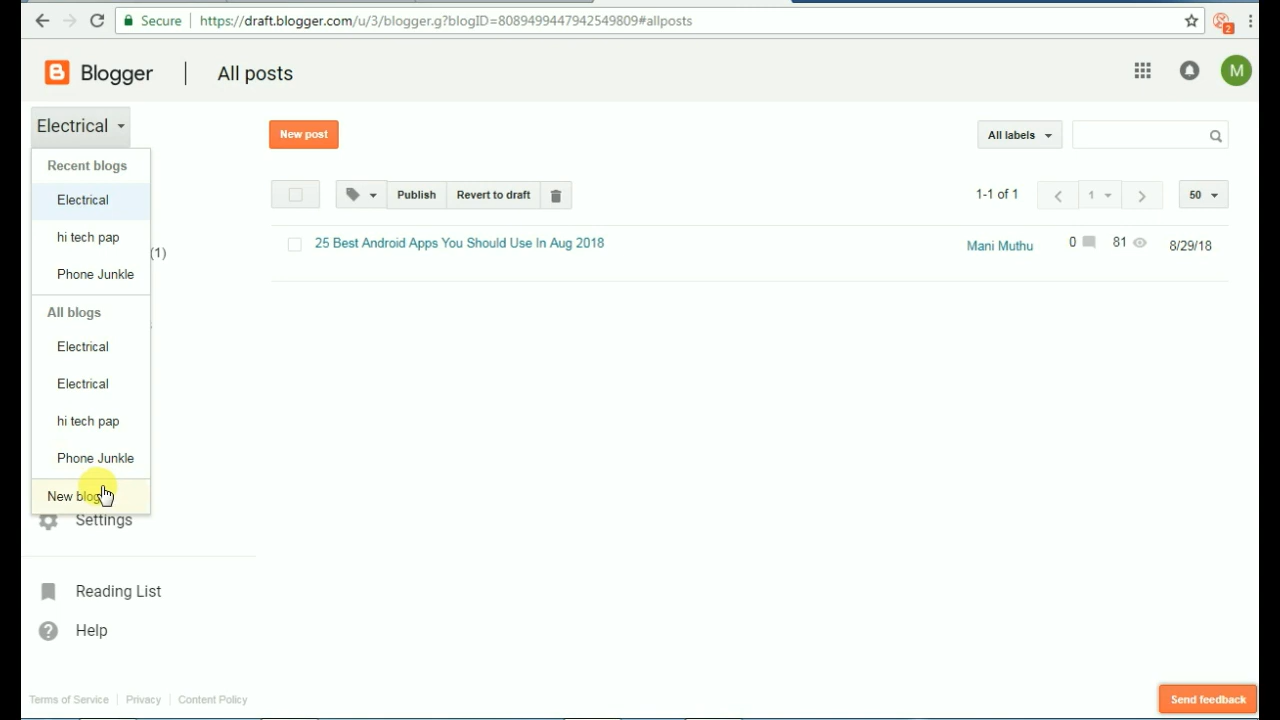 Secure
https://draft.blogger.com/u/3/blogger.g?blogID=8089499447942549809#allposts
2
B Blogger
All posts
M
Electrical
New post
All labels
Recent blogs
Electrical
hi tech pap
Phone Junkle
(1)
Publish
Revert to draft
1-1 of 1
1
50
25 Best Android Apps You Should Use In Aug 2018
Mani Muthu
0
81
8/29/18
All blogs
Electrical
Electrical
hi tech pap
Phone Junkle
New blog
Settings
Reading List
Help
Terms of Service
Privacy
Content Policy
Send feedback